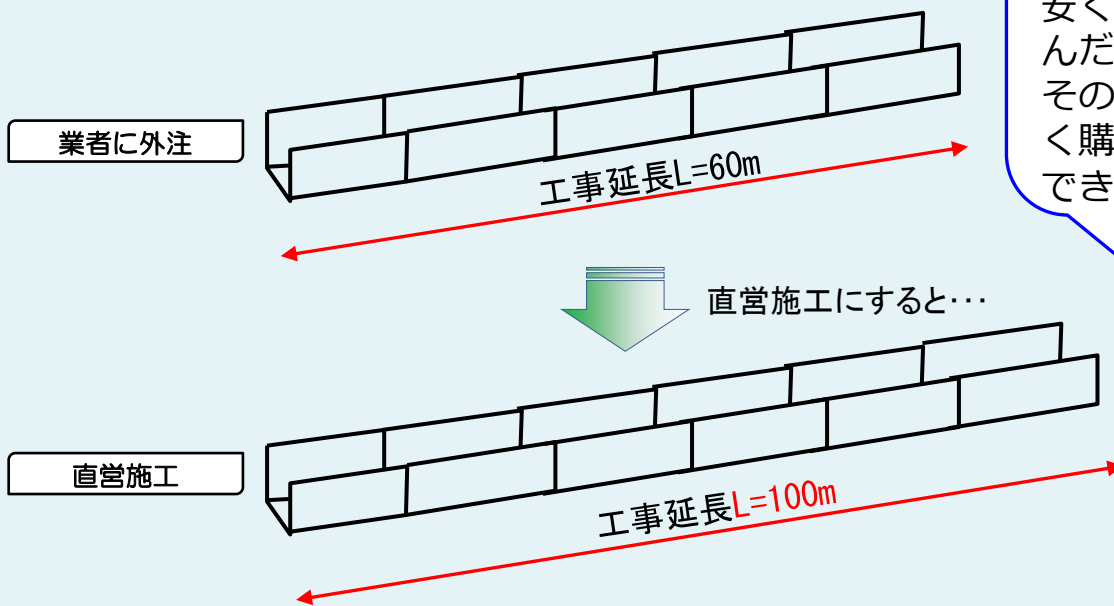 安く
んだ
その
く購
でき
業者に外注
工事延長L=60m
直営施工にすると･･･
直営施工
工事延長L=100m